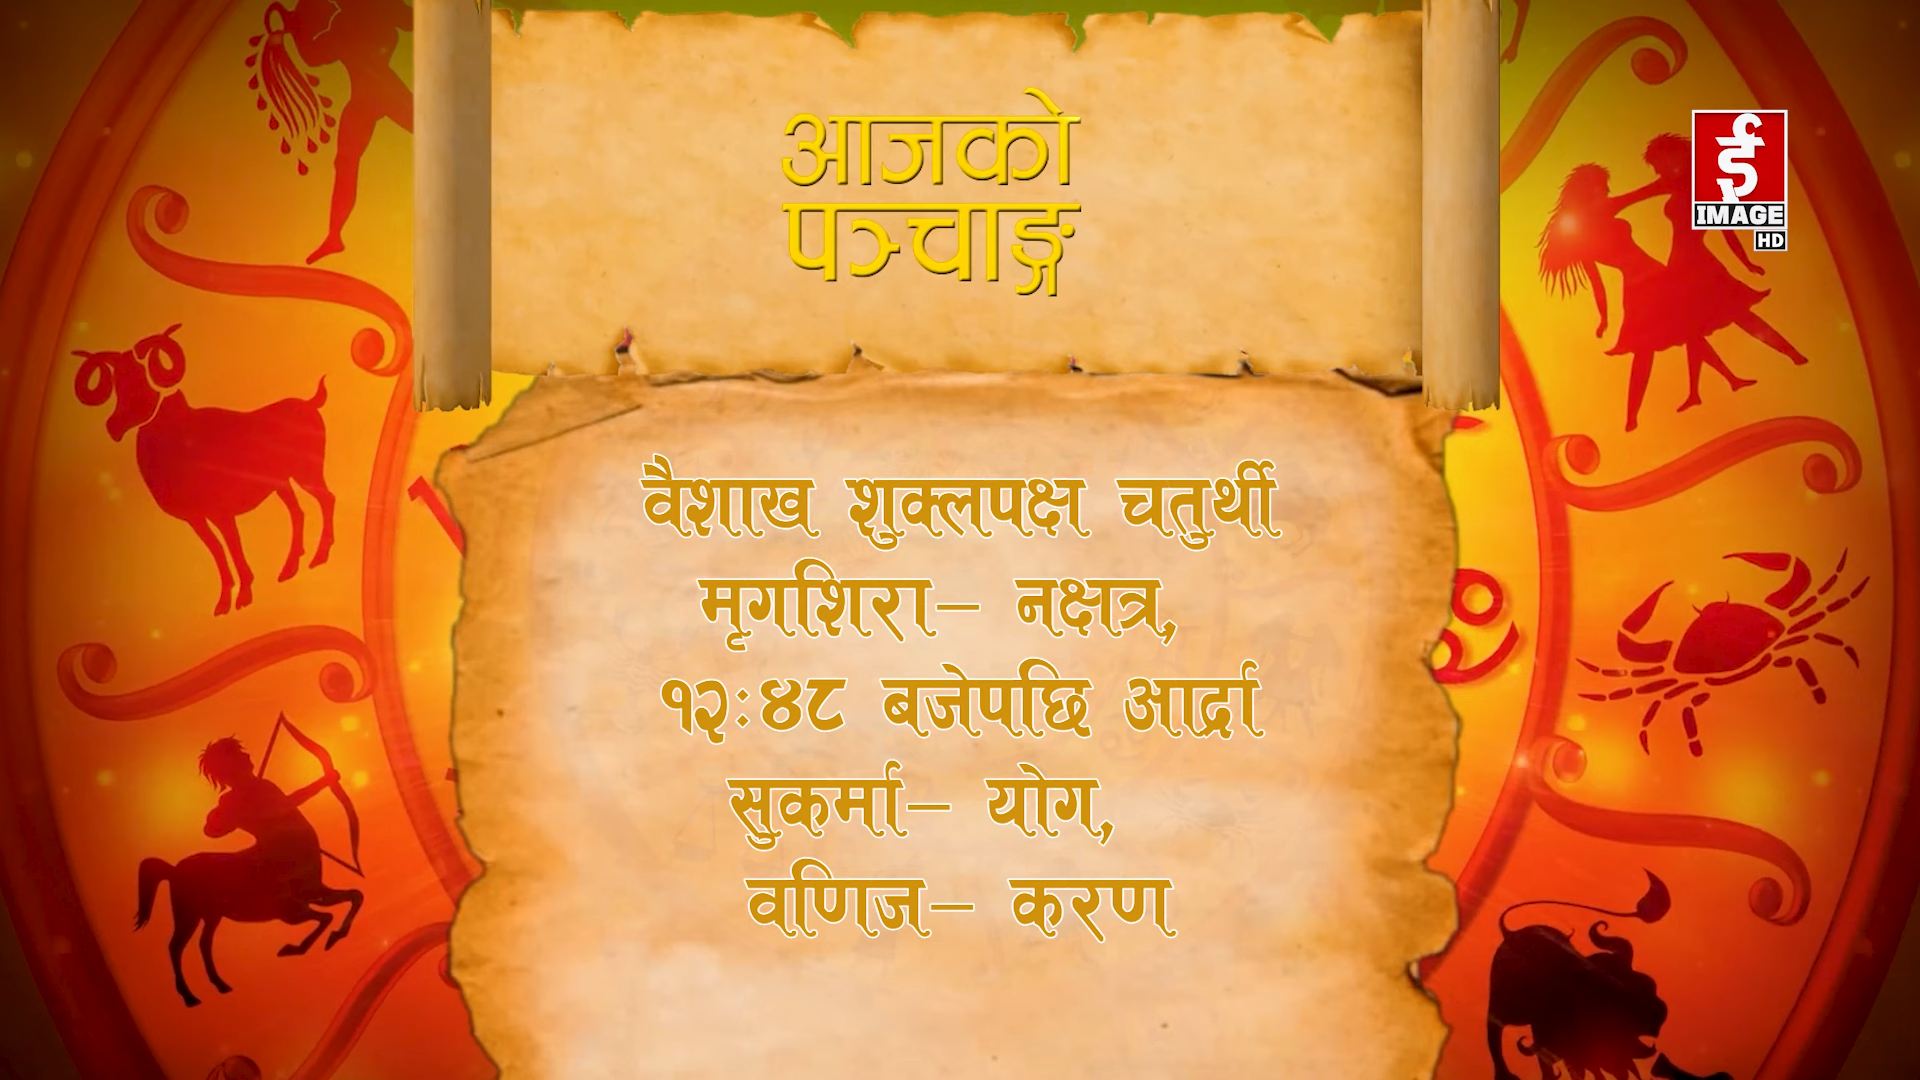 आजको
पञ्चाङ्ग
ई
IMAGE
HD
वैशाख शुक्लपक्ष चतुर्थी
मृगशिरा– नक्षत्र,
१२:४८ बजेपछि आर्द्रा
सुकर्मा– योग,
वणिज– करण